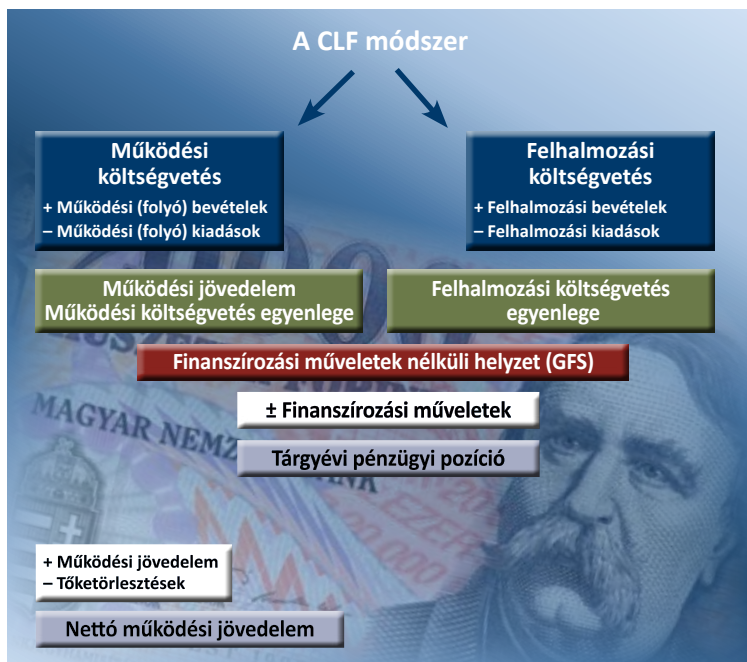 A CLF módszer
Működési
költségvetés
+ Működési (folyó) bevételek
– Működési (folyó) kiadások
Felhalmozási
költségvetés
+ Felhalmozási bevételek
– Felhalmozási kiadások
Működési jövedelem
Működési költségvetés egyenlege
Felhalmozási költségvetés
egyenlege
Finanszírozási műveletek nélküli helyzet (GFS)
± Finanszírozási műveletek
Tárgyévi pénzügyi pozíció
MAGYAR NEMZ
+ Működési jövedelem
– Tőketörlesztések
Nettó működési jövedelem